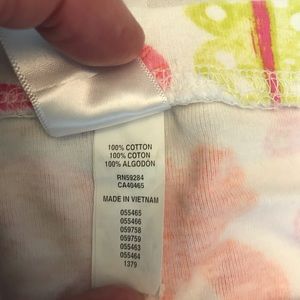 100% COTTON
100% COTON
100% ALGODON
RN59284
CA40465
MADE IN VIETNAM
055465
055466
059758
059759
055463
055464
1379